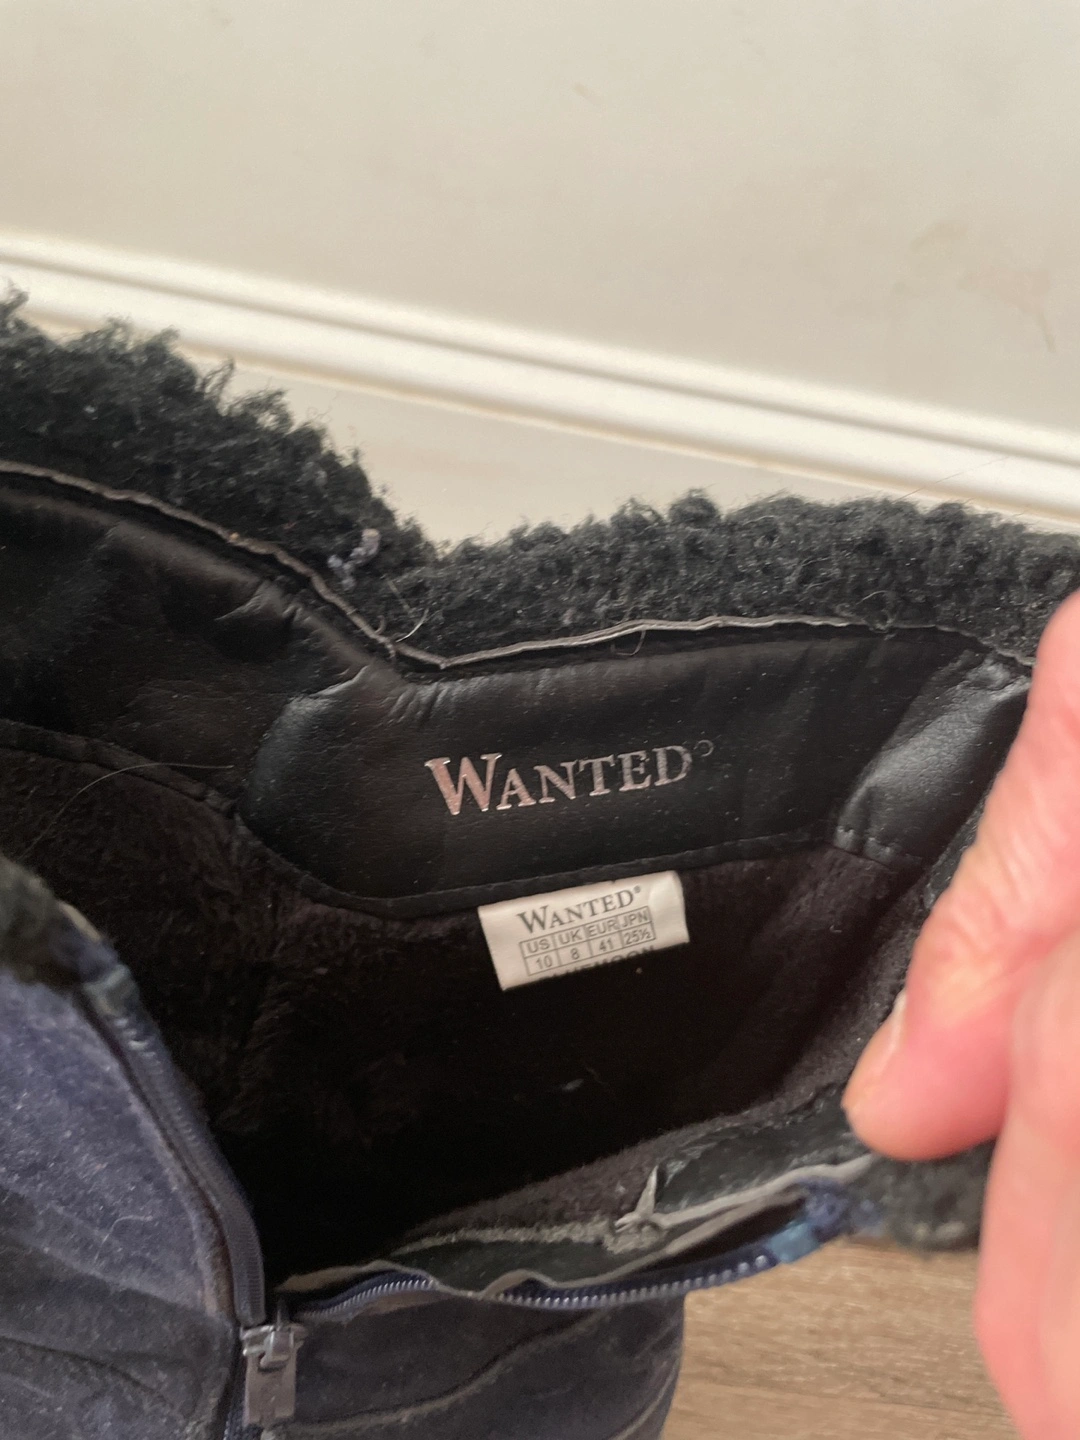 WANTED®
WANTED®
US UK EUR JPN
10 8 41 25½